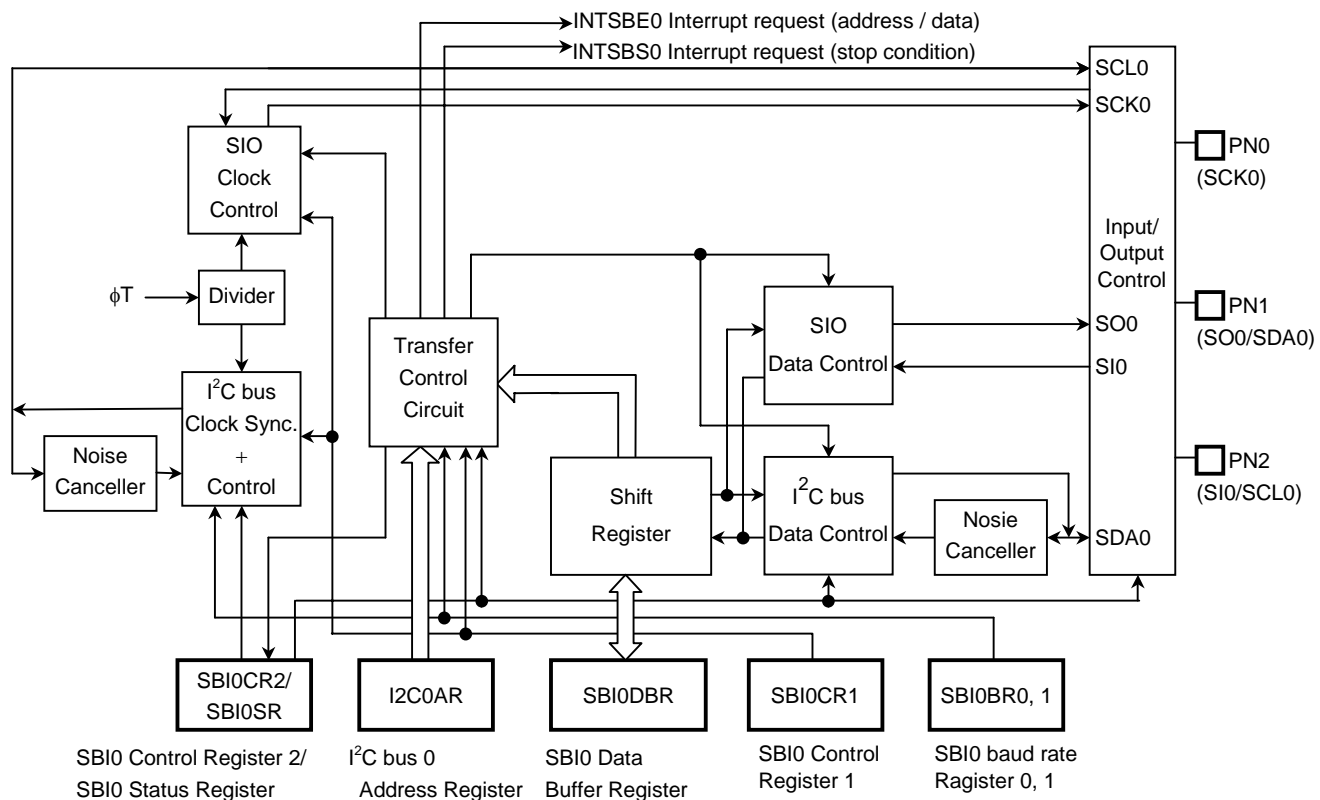 INTSBE0 Interrupt request (address / data)
INTSBS0 Interrupt request (stop condition)
SCL0
SCK0
SIO
Clock
Control
PN0
(SCK0)
Input/
Output
Control
ϕT
Divider
SIO
Data Control
SO0
SI0
PN1
(SO0/SDA0)
Transfer
Control
Circuit
I²C bus
Clock Sync.
+
Control
Noise
Canceller
Shift
Register
I²C bus
Data Control
Nosie
Canceller
SDA0
PN2
(SI0/SCL0)
SBI0CR2/
SBI0SR
I2C0AR
SBI0DBR
SBI0CR1
SBI0BR0, 1
SBI0 Control Register 2/
SBI0 Status Register
I²C bus 0
Address Register
SBI0 Data
Buffer Register
SBI0 Control
Register 1
SBI0 baud rate
Ragister 0, 1